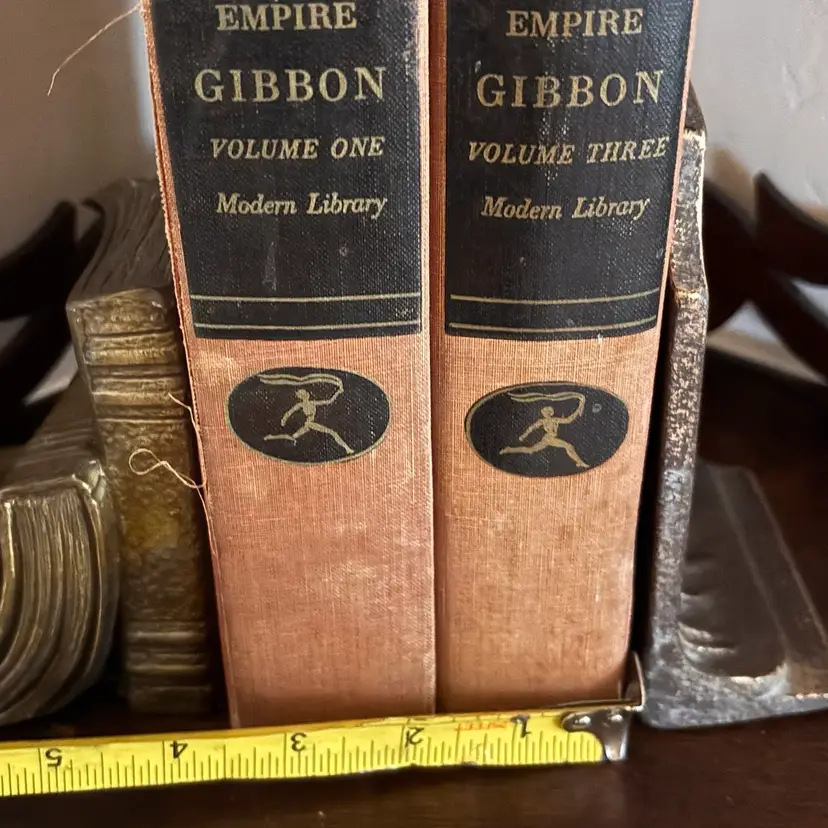 EMPIRE
GIBBON
VOLUME ONE
Modern Library
EMPIRE
GIBBON
VOLUME THREE
Modern Library
5 4 3 2 1